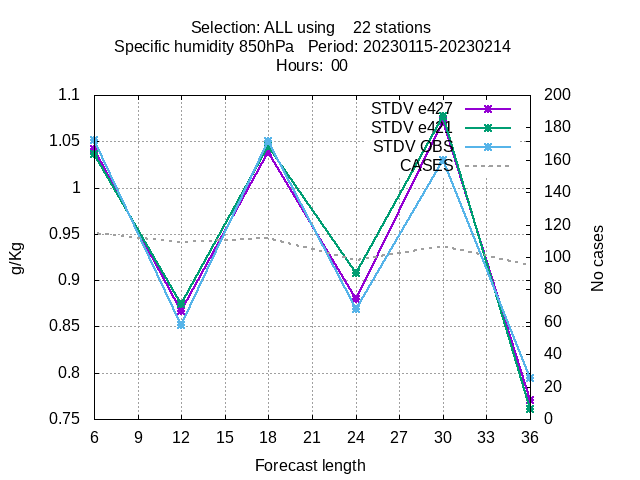 Selection: ALL using    22 stations
Specific humidity 850hPa   Period: 20230115-20230214
Hours:  00
1.1
1.05
1
0.95
0.9
0.85
0.8
0.75
200
180
160
140
120
100
80
60
40
20
0
STDV e427
STDV e421
STDV OBS
CASES
g/Kg
No cases
6 9 12 15 18 21 24 27 30 33 36
Forecast length